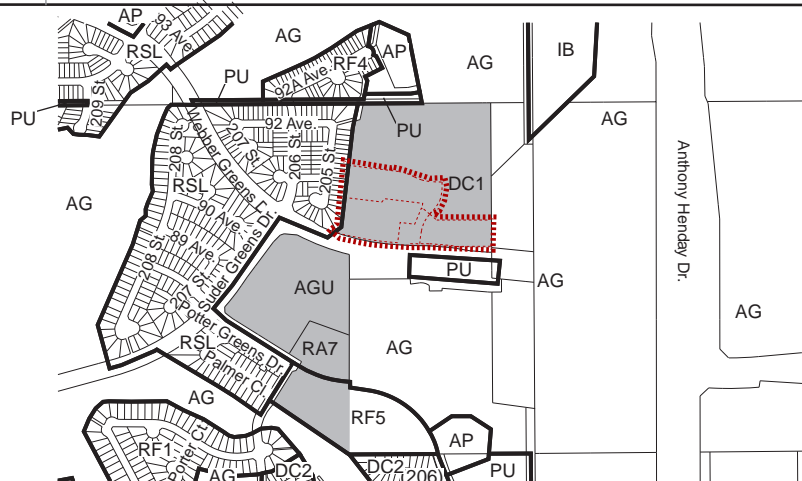 AP
93 Ave.
RSL
AG
RF4
AP
AG
IB
PU
92A Ave.
209 St.
PU
PU
AG
92 Ave.
208 St.
Webber Greens Dr.
207 St.
206 St.
205 St.
RSL
DC1
AG
90 Ave.
89 Ave.
208 St.
207 St.
Suder Greens Dr.
Anthony Henday Dr.
PU
AG
AGU
AG
Potter Greens Dr.
RSL
RA7
AG
Palmer C
AG
RF5
RF1
Potter Ct.
AP
AG
DC2
DC2
(206)
PU